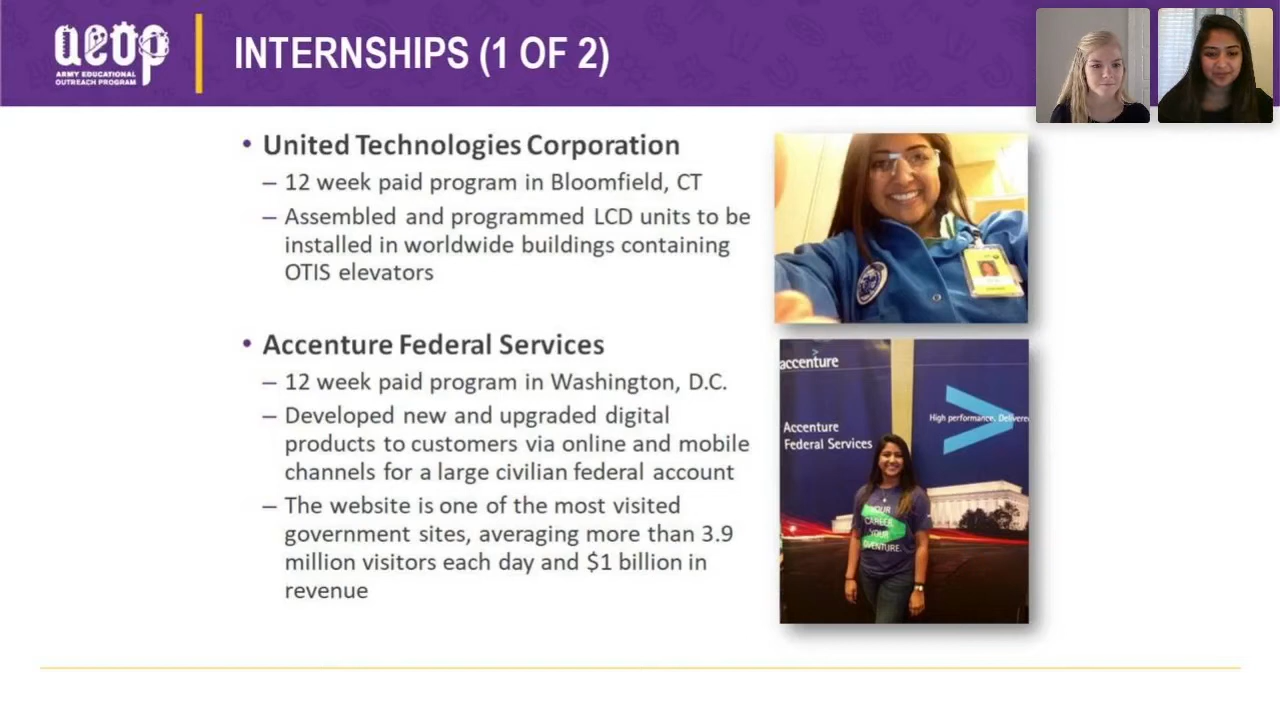 aeop
ARMY EDUCATIONAL
OUTREACH PROGRAM
INTERNSHIPS (1 OF 2)
• United Technologies Corporation
– 12 week paid program in Bloomfield, CT
– Assembled and programmed LCD units to be
installed in worldwide buildings containing
OTIS elevators
• Accenture Federal Services
– 12 week paid program in Washington, D.C.
– Developed new and upgraded digital
products to customers via online and mobile
channels for a large civilian federal account
– The website is one of the most visited
government sites, averaging more than 3.9
million visitors each day and $1 billion in
revenue
accenture
High performance. Delivered
Accenture
Federal Services
YOUR
CAREER.
YOUR